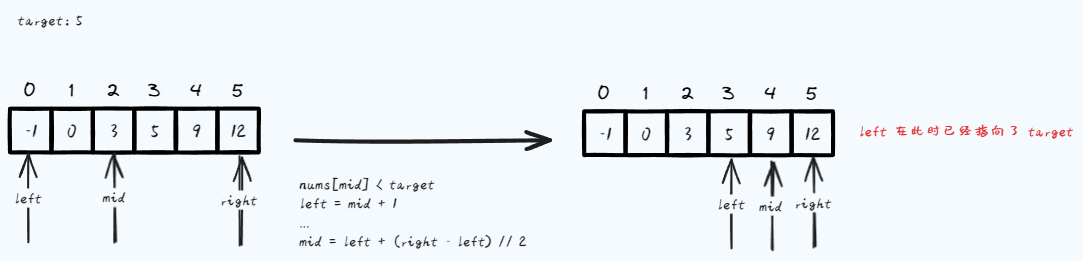 target: 5
0 1 2 3 4 5
-1 0 3 5 9 12
left mid right
nums[mid] < target
left = mid + 1
...
mid = left + (right - left) // 2
0 1 2 3 4 5
-1 0 3 5 9 12
left mid right
left 在此时已经指向了 target